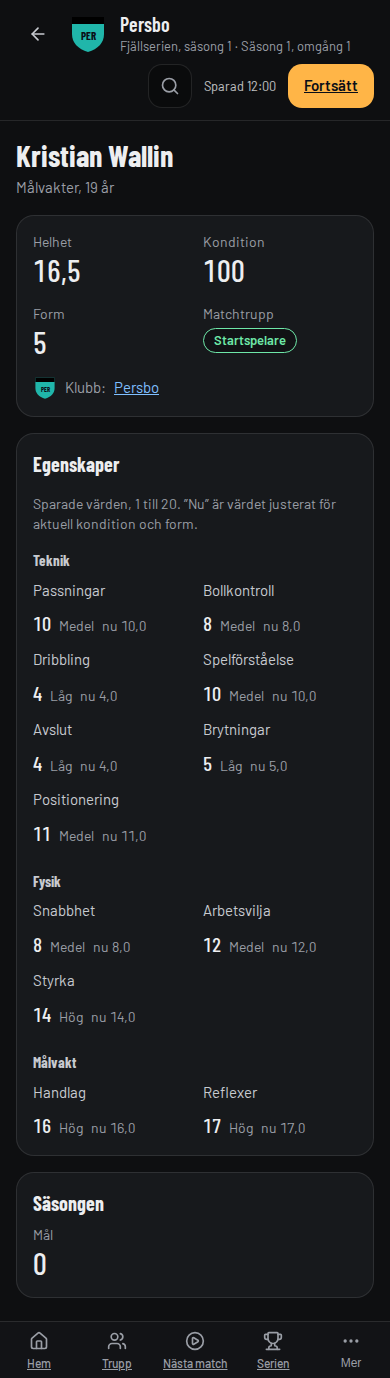 PER
Persbo
Fjällserien, säsong 1 · Säsong 1, omgång 1
Sparad 12:00
Fortsätt
Kristian Wallin
Målvakter, 19 år
Helhet
Kondition
16,5
100
Form
Matchtrupp
5
Startspelare
PER
Klubb: Persbo
Egenskaper
Sparade värden, 1 till 20. ”Nu” är värdet justerat för
aktuell kondition och form.
Teknik
Passningar
Bollkontroll
10 Medel nu 10,0
8 Medel nu 8,0
Dribbling
Spelförståelse
4 Låg nu 4,0
10 Medel nu 10,0
Avslut
Brytningar
4 Låg nu 4,0
5 Låg nu 5,0
Positionering
11 Medel nu 11,0
Fysik
Snabbhet
Arbetsvilja
8 Medel nu 8,0
12 Medel nu 12,0
Styrka
14 Hög nu 14,0
Målvakt
Handlag
Reflexer
16 Hög nu 16,0
17 Hög nu 17,0
Säsongen
Mål
0
Hem
Trupp
Nästa match
Serien
Mer